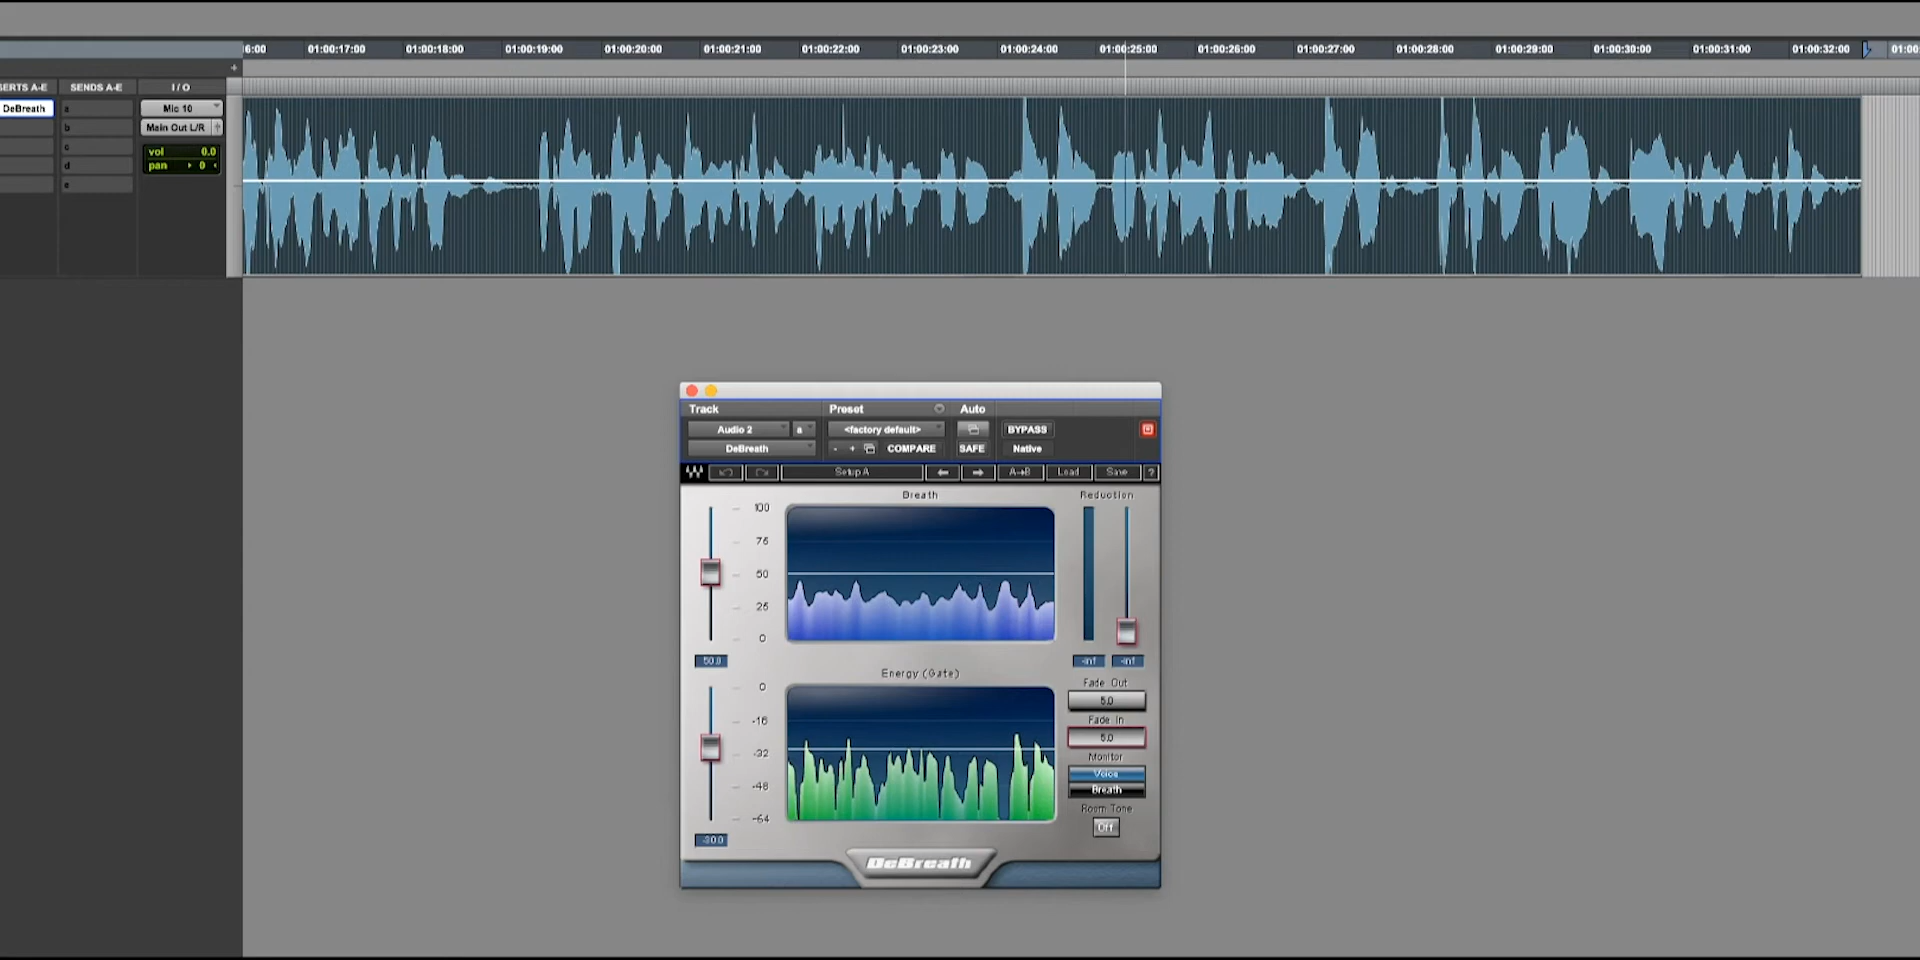 6:00 01:00:17:00 01:00:18:00 01:00:19:00 01:00:20:00 01:00:21:00 01:00:22:00 01:00:23:00 01:00:24:00 01:00:25:00 01:00:26:00 01:00:27:00 01:00:28:00 01:00:29:00 01:00:30:00 01:00:31:00 01:00:32:00 01:00
ERTS A-E SENDS A-E I / O
DeBreath a Mic 10
b Main Out L/R
c vol 0.0
d pan 0
e
Track Preset Auto
Audio 2 a <factory default> BYPASS
DeBreath - + COMPARE SAFE Native
Setup A A→B Load Save ?
Breath Reduction
100
75
50
25
0
50.0 -inf -inf
Energy (Gate) Fade Out
0 5.0
-16 Fade In
-32 5.0
Monitor
Voice
-48 Breath
Room Tone
-64 Off
-30.0
DeBreath